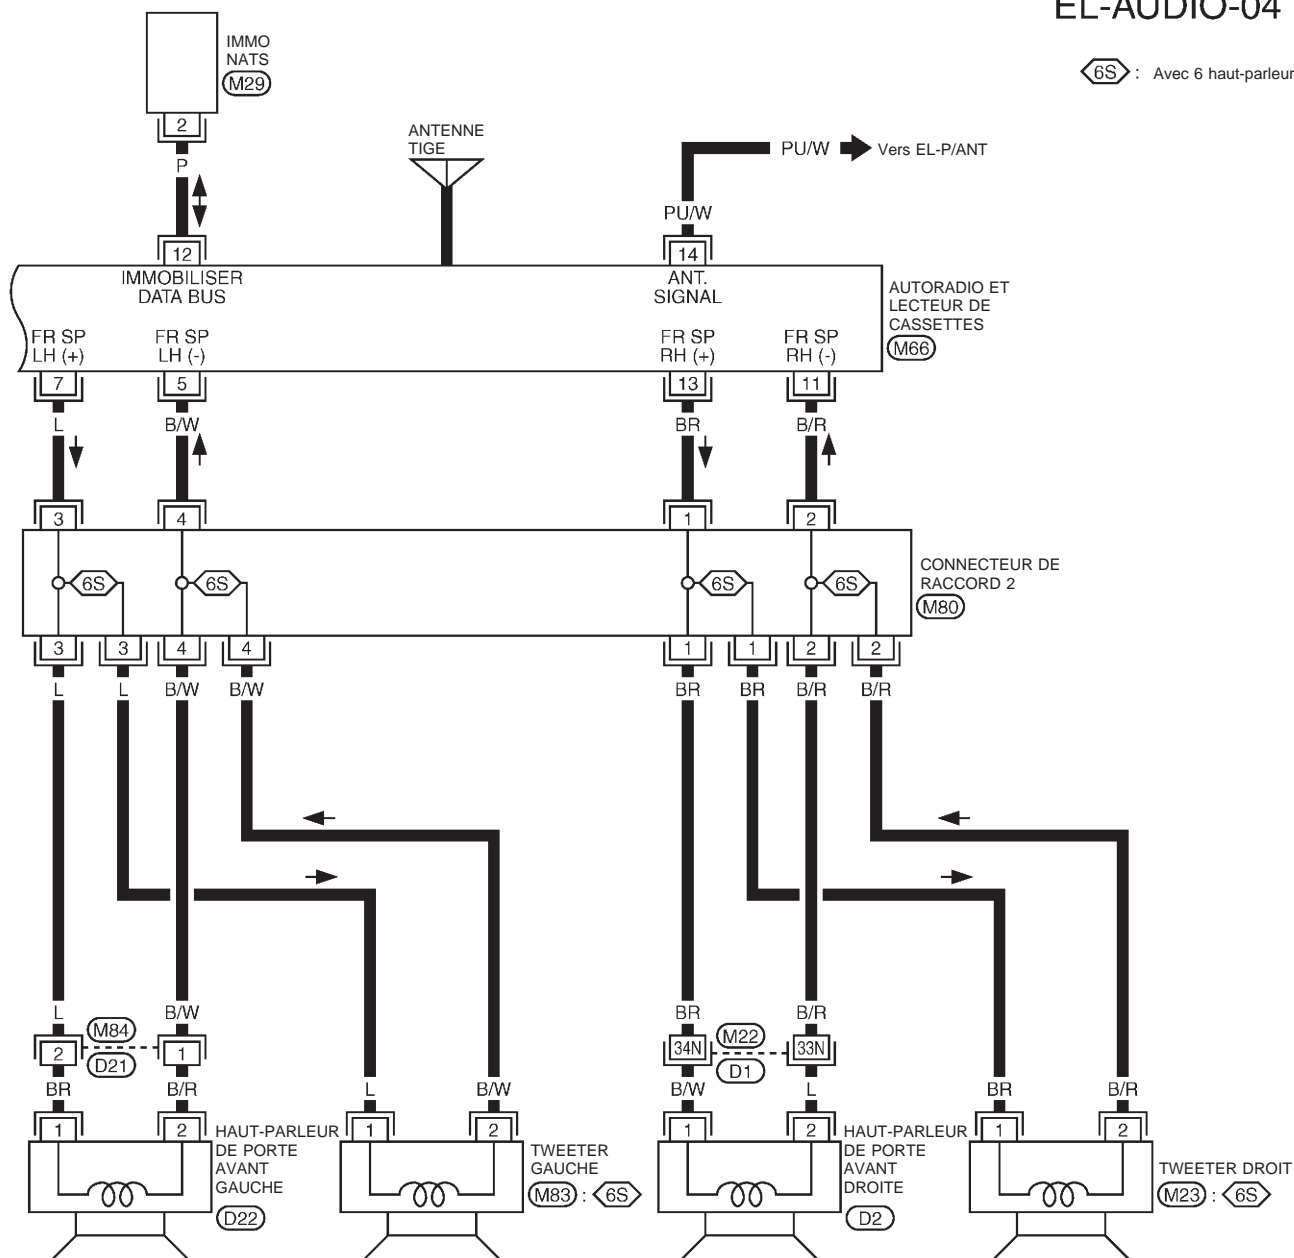 EL-AUDIO-04
6S : Avec 6 haut-parleur
IMMO
NATS
M29
2
P
ANTENNE
TIGE
PU/W Vers EL-P/ANT
PU/W
12
14
IMMOBILISER
DATA BUS
ANT.
SIGNAL
AUTORADIO ET
LECTEUR DE
CASSETTES
M66
FR SP
LH (+)
FR SP
LH (-)
FR SP
RH (+)
FR SP
RH (-)
7 5 13 11
L B/W BR B/R
3 4 1 2
6S 6S 6S 6S
CONNECTEUR DE
RACCORD 2
M80
3 3 4 4 1 1 2 2
L L B/W B/W BR BR B/R B/R
L B/W BR B/R
M84
2 1
D21
M22
34N 33N
D1
BR B/R L B/W B/W L BR B/R
1 2 1 2 1 2 1 2
HAUT-PARLEUR
DE PORTE
AVANT
GAUCHE
D22
TWEETER
GAUCHE
M83 : 6S
HAUT-PARLEUR
DE PORTE
AVANT
DROITE
D2
TWEETER DROIT
M23 : 6S